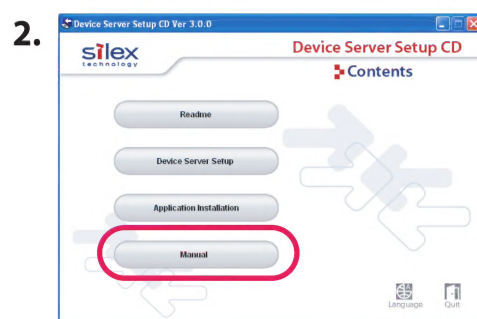 2.
Device Server Setup CD Ver 3.0.0
silex
technology
Device Server Setup CD
Contents
Readme
Device Server Setup
Application Installation
Manual
Language
Quit